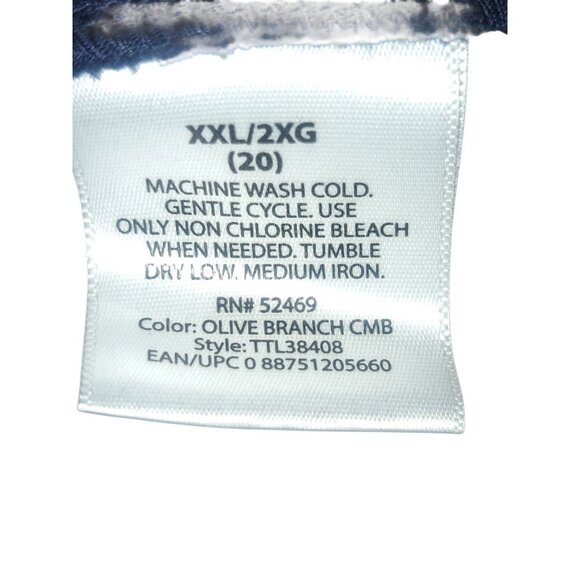 XXL/2XG
(20)
MACHINE WASH COLD.
GENTLE CYCLE. USE
ONLY NON CHLORINE BLEACH
WHEN NEEDED. TUMBLE
DRY LOW. MEDIUM IRON.
RN# 52469
Color: OLIVE BRANCH CMB
Style: TTL38408
EAN/UPC 0 88751205660